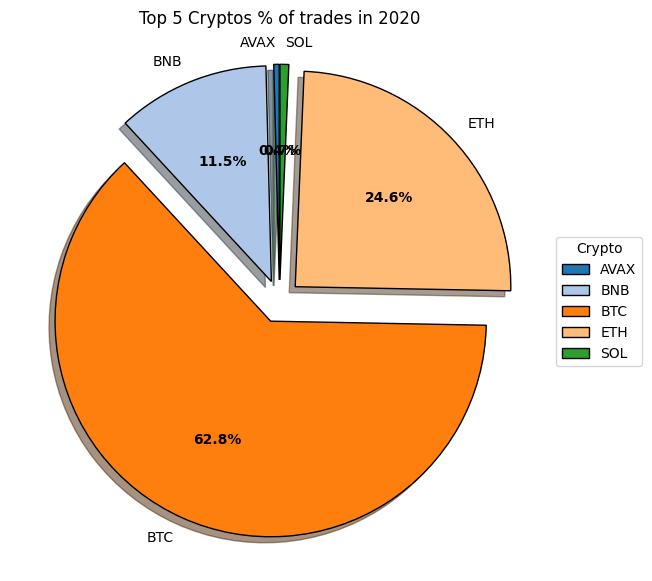 Top 5 Cryptos % of trades in 2020
AVAX SOL
BNB
ETH
11.5%
24.6%
Crypto
AVAX
BNB
BTC
ETH
SOL
62.8%
BTC